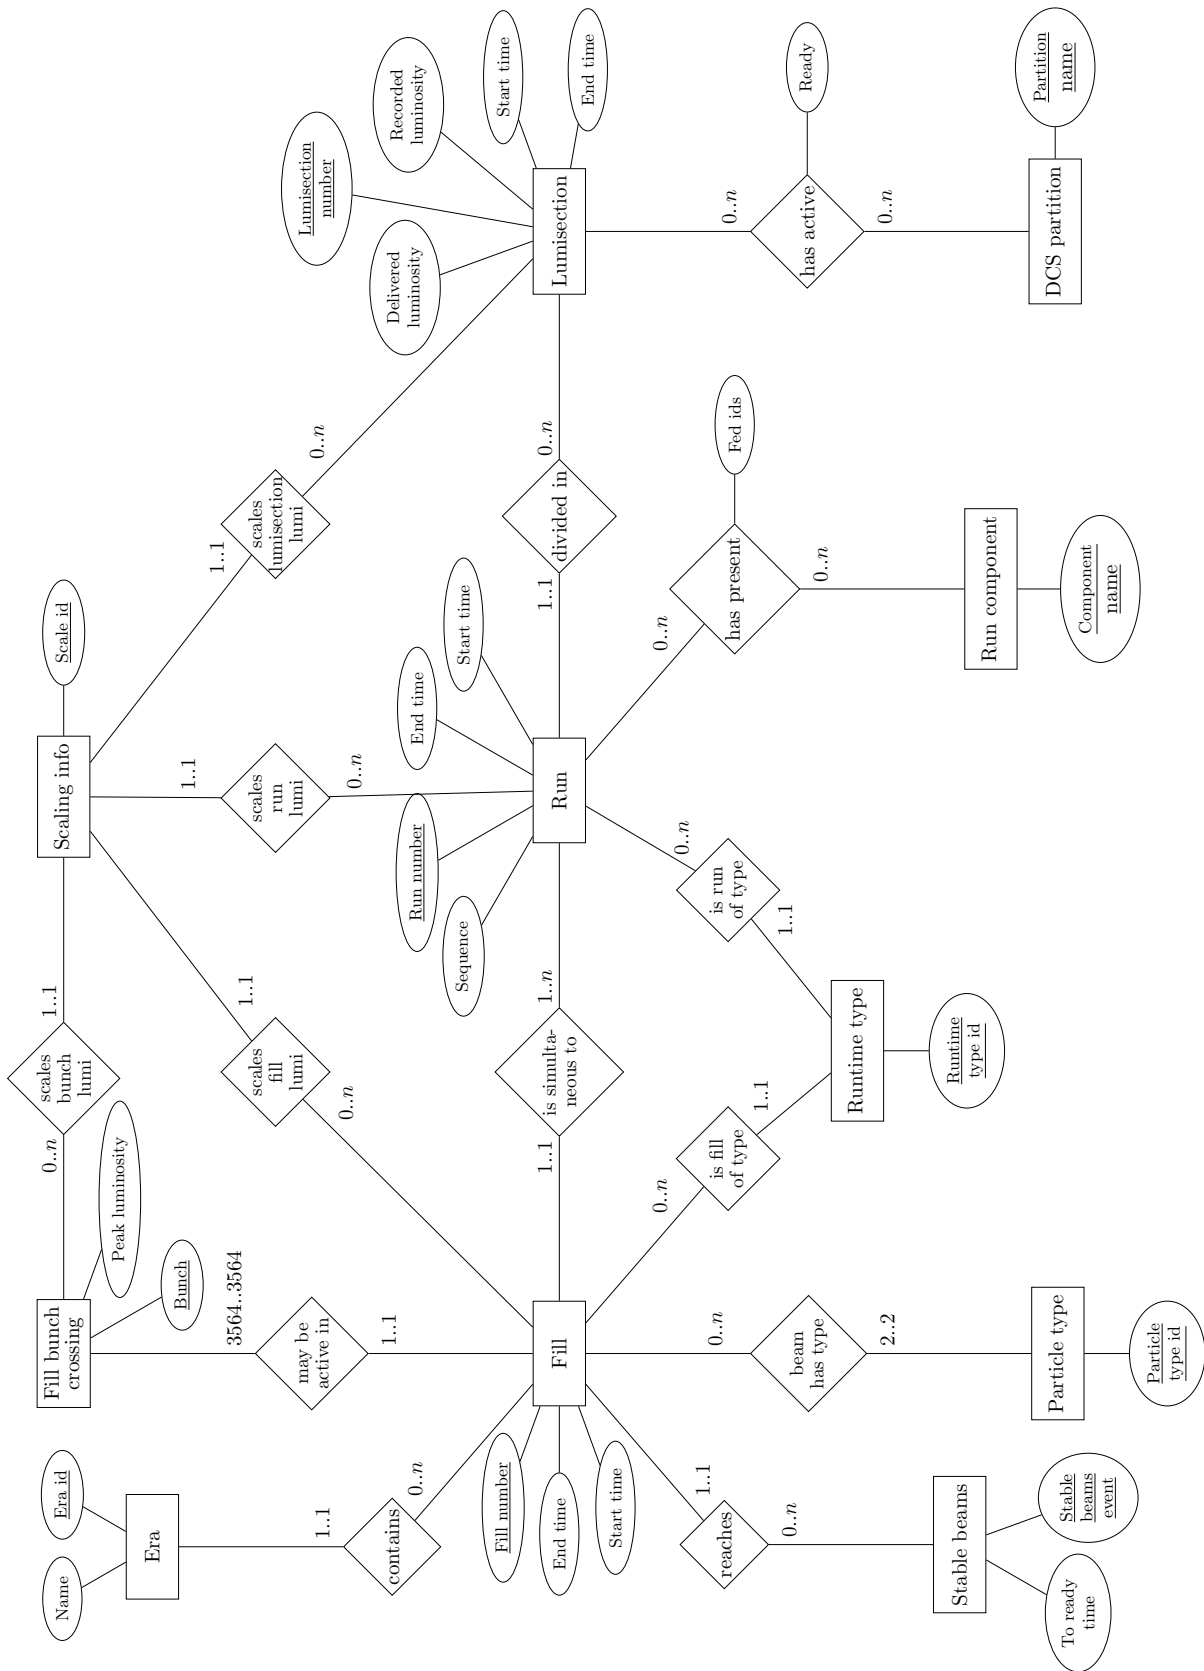 Name
Era id
Era
contains
1..1
0..n
Fill bunch
crossing
Peak luminosity
Bunch
3564..3564
may be
active in
1..1
0..n
scales
bunch
lumi
1..1
Scaling info
Scale id
1..1
scales
fill
lumi
0..n
1..1
scales
run
lumi
0..n
1..1
scales
lumisection
lumi
0..n
Fill number
End time
Start time
Fill
1..1
is simulta-
neous to
1..n
Sequence
Run number
End time
Start time
Run
1..1
divided in
0..n
Delivered
luminosity
Lumisection
number
Recorded
luminosity
Start time
End time
Lumisection
1..1
reaches
0..n
Stable beams
To ready
time
Stable
beams
event
0..n
beam
has type
2..2
Particle type
Particle
type id
0..n
is fill
of type
1..1
Runtime type
Runtime
type id
0..n
is run
of type
1..1
0..n
has present
Fed ids
0..n
Run component
Component
name
0..n
has active
Ready
0..n
DCS partition
Partition
name